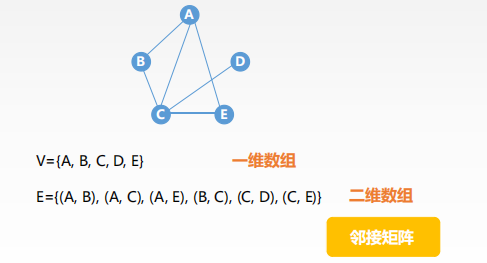 A
B
D
C
E
V={A, B, C, D, E} 一维数组
E={(A, B), (A, C), (A, E), (B, C), (C, D), (C, E)} 二维数组
邻接矩阵